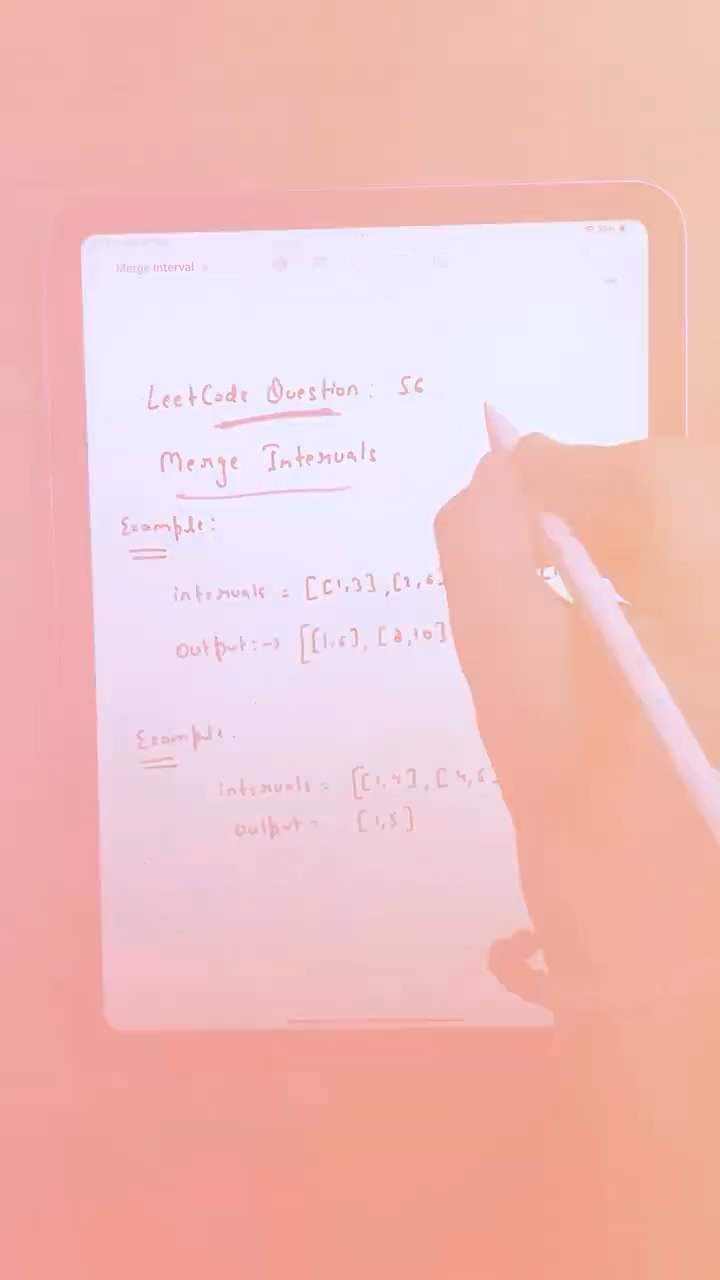 Merge Interval
LeetCode Question: 56
Merge Intervals
Example:
intervals = [[1,3],[2,6]
output:→ [[1,6], [8,10]
Example.
intervals = [[1,4], [4,5
output = [1,5]